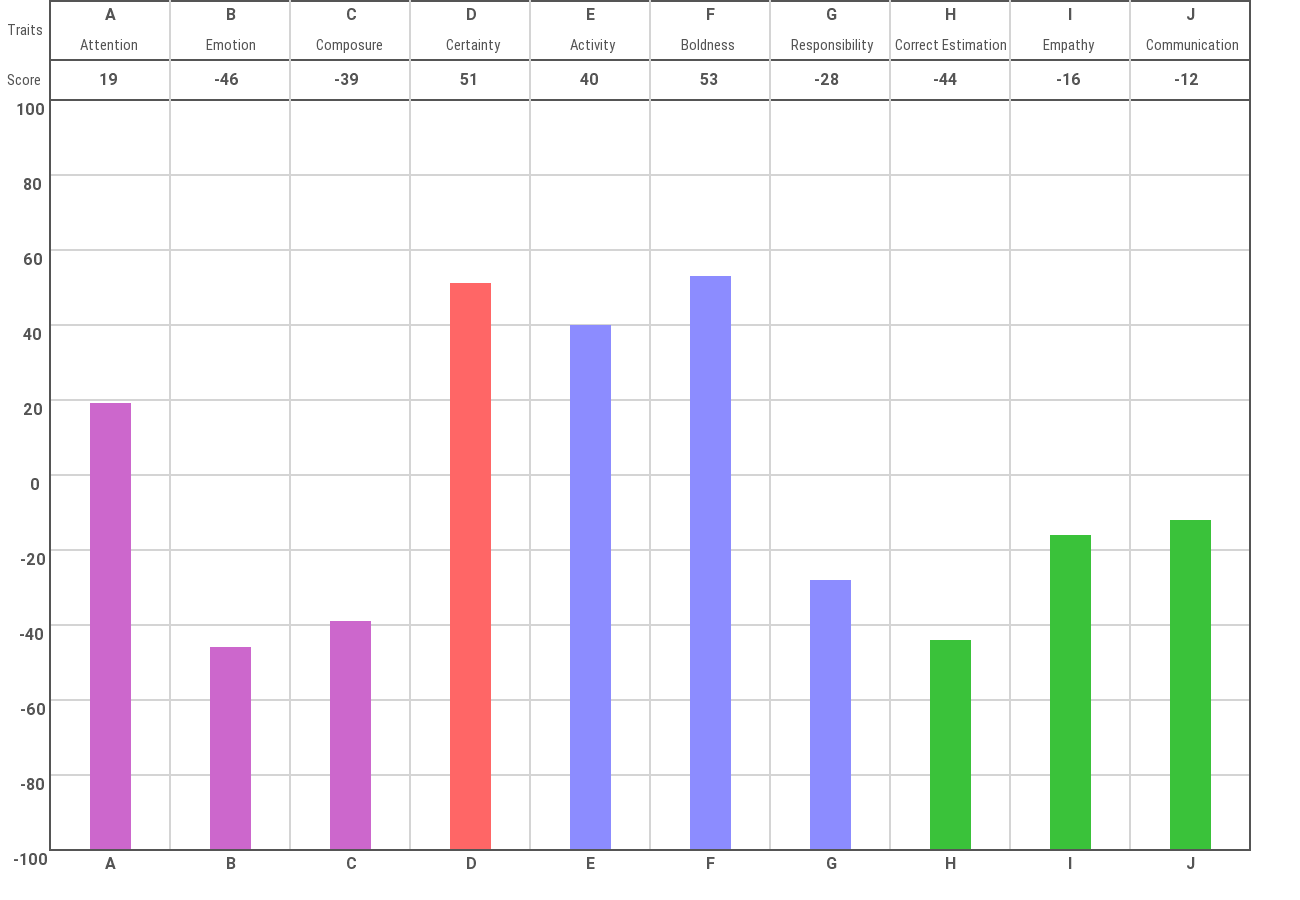 A B C D E F G H I J
Traits
Attention Emotion Composure Certainty Activity Boldness Responsibility Correct Estimation Empathy Communication
Score 19 -46 -39 51 40 53 -28 -44 -16 -12
100
80
60
40
20
0
-20
-40
-60
-80
-100
A B C D E F G H I J